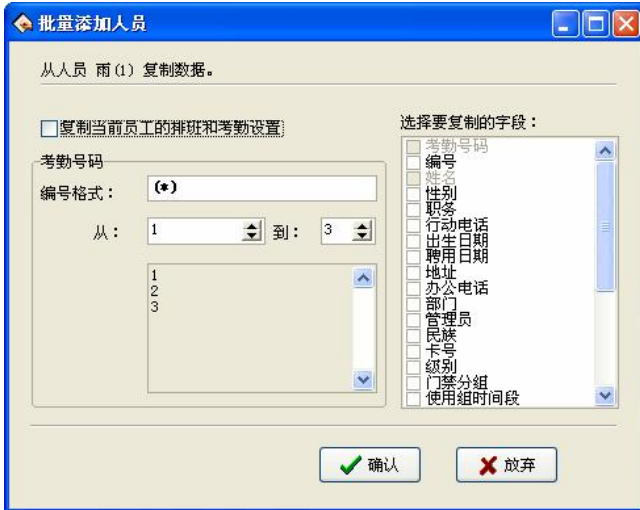 批量添加人员
从人员 雨(1) 复制数据。
复制当前员工的排班和考勤设置
考勤号码
编号格式：
(*)
从：
1
到：
3
1
2
3
选择要复制的字段：
考勤号码
编号
姓名
性别
职务
行动电话
出生日期
聘用日期
地址
办公电话
部门
管理员
民族
卡号
级别
门禁分组
使用组时间段
确认
放弃